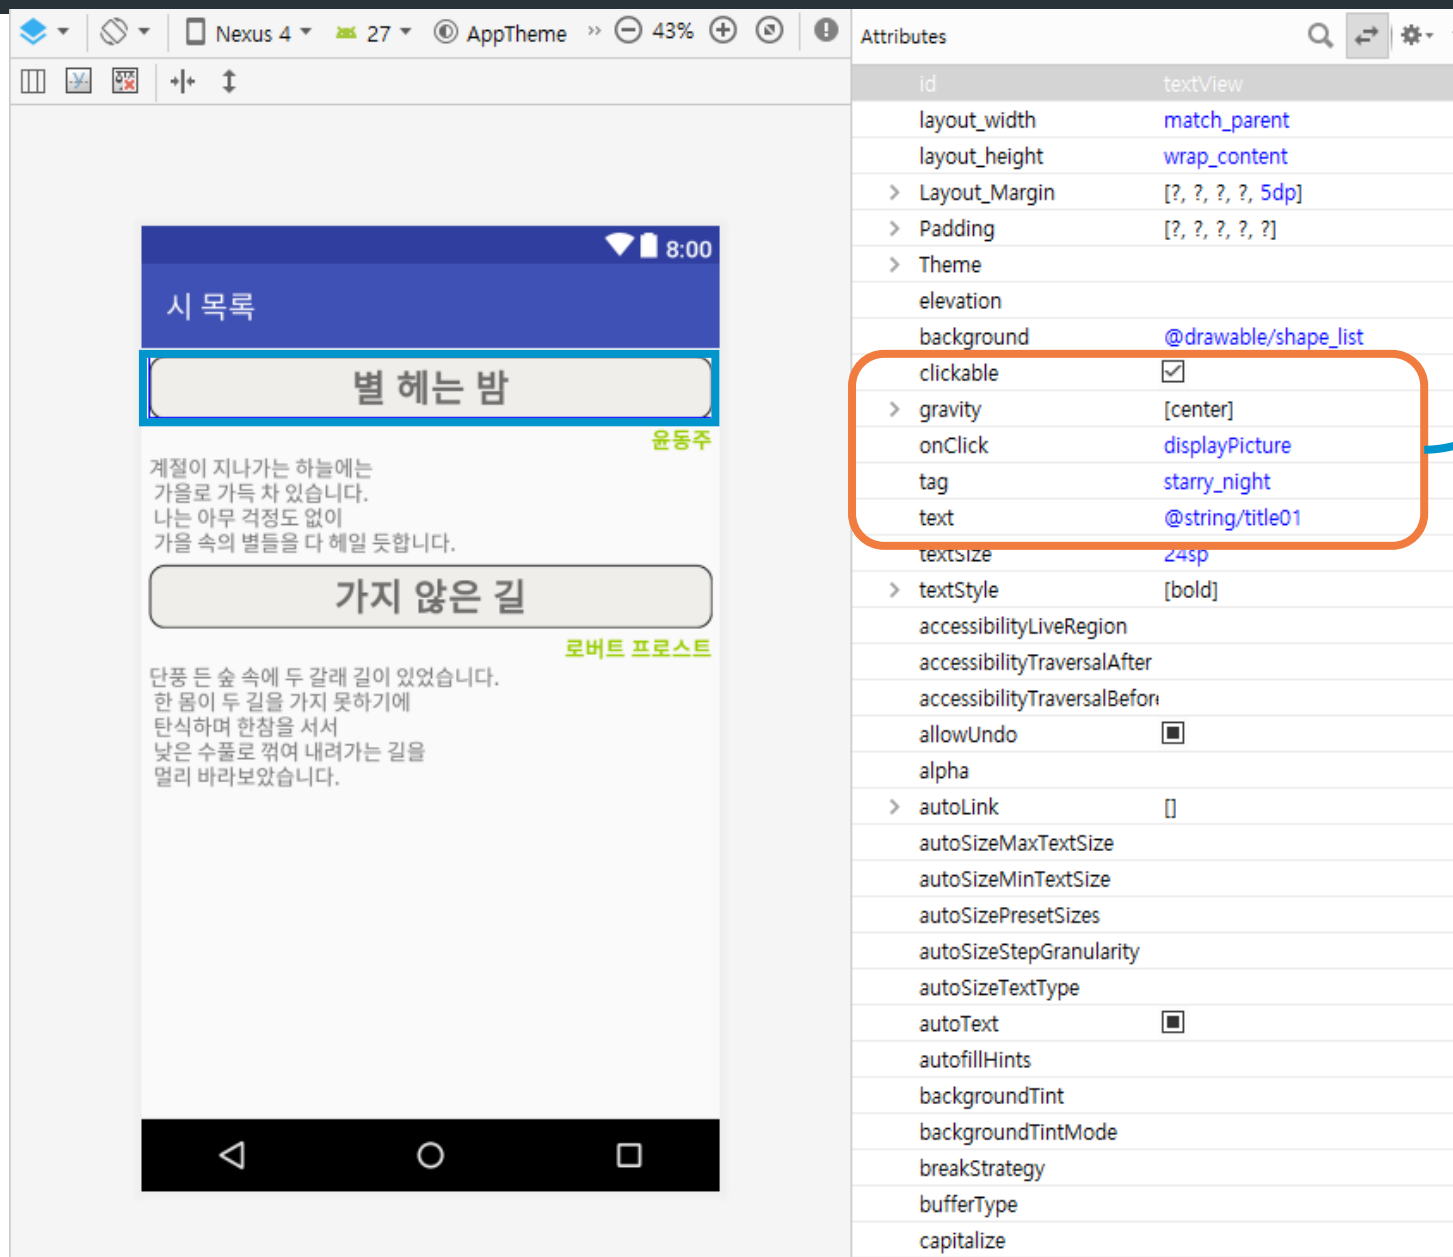 Nexus 4 27 AppTheme » 43%
8:00
시 목록
별 헤는 밤
윤동주
계절이 지나가는 하늘에는
가을로 가득 차 있습니다.
나는 아무 걱정도 없이
가을 속의 별들을 다 헤일 듯합니다.
가지 않은 길
로버트 프로스트
단풍 든 숲 속에 두 갈래 길이 있었습니다.
한 몸이 두 길을 가지 못하기에
탄식하며 한참을 서서
낮은 수풀로 꺾여 내려가는 길을
멀리 바라보았습니다.
Attributes
id textView
layout_width match_parent
layout_height wrap_content
Layout_Margin [?, ?, ?, ?, 5dp]
Padding [?, ?, ?, ?, ?]
Theme
elevation
background @drawable/shape_list
clickable
gravity [center]
onClick displayPicture
tag starry_night
text @string/title01
textSize 24sp
textStyle [bold]
accessibilityLiveRegion
accessibilityTraversalAfter
accessibilityTraversalBefor
allowUndo
alpha
autoLink []
autoSizeMaxTextSize
autoSizeMinTextSize
autoSizePresetSizes
autoSizeStepGranularity
autoSizeTextType
autoText
autofillHints
backgroundTint
backgroundTintMode
breakStrategy
bufferType
capitalize